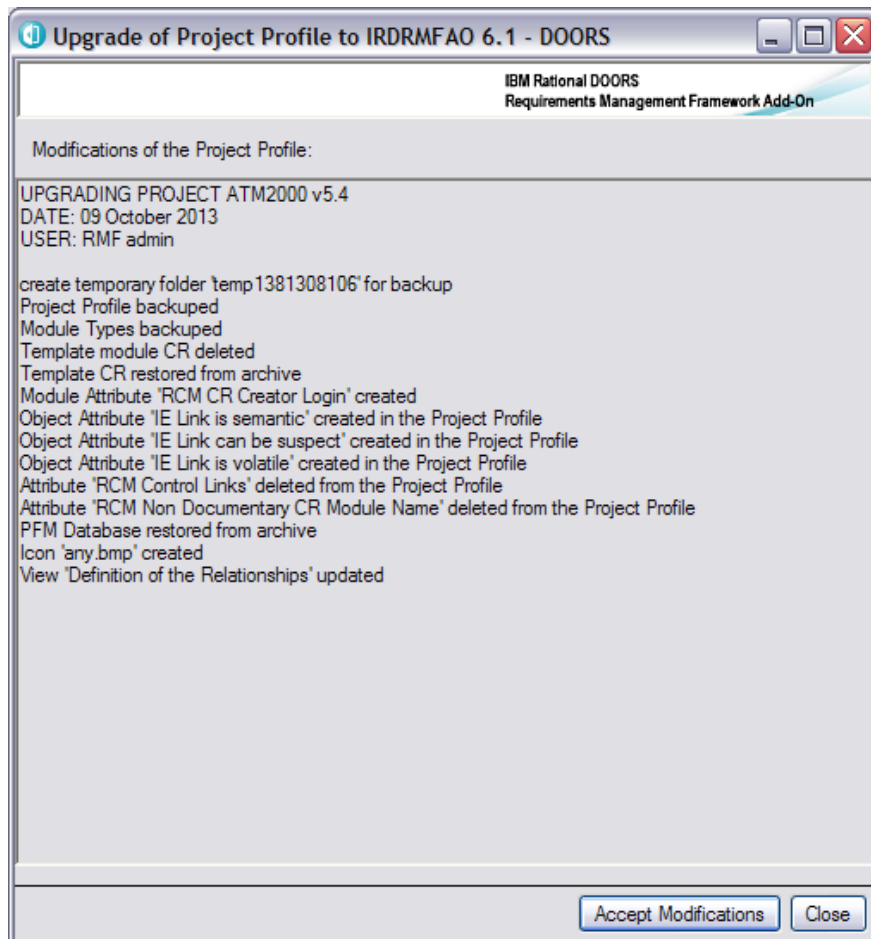 Upgrade of Project Profile to IRDRMFAO 6.1 - DOORS
IBM Rational DOORS
Requirements Management Framework Add-On
Modifications of the Project Profile:
UPGRADING PROJECT ATM2000 v5.4
DATE: 09 October 2013
USER: RMF admin
create temporary folder 'temp1381308106' for backup
Project Profile backuped
Module Types backuped
Template module CR deleted
Template CR restored from archive
Module Attribute 'RCM CR Creator Login' created
Object Attribute 'IE Link is semantic' created in the Project Profile
Object Attribute 'IE Link can be suspect' created in the Project Profile
Object Attribute 'IE Link is volatile' created in the Project Profile
Attribute 'RCM Control Links' deleted from the Project Profile
Attribute 'RCM Non Documentary CR Module Name' deleted from the Project Profile
PFM Database restored from archive
Icon 'any.bmp' created
View 'Definition of the Relationships' updated
Accept Modifications
Close